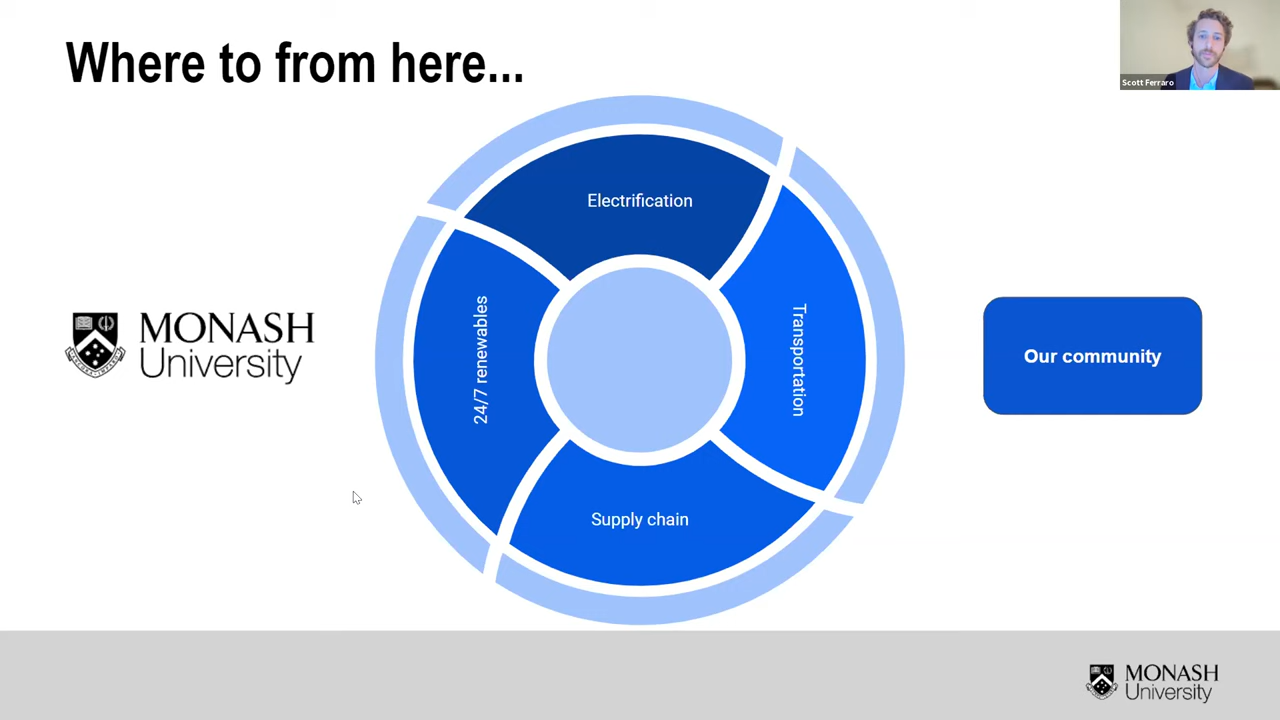 Where to from here...
Scott Ferraro
Electrification
MONASH
University
24/7 renewables
Transportation
Our community
Supply chain
MONASH
University